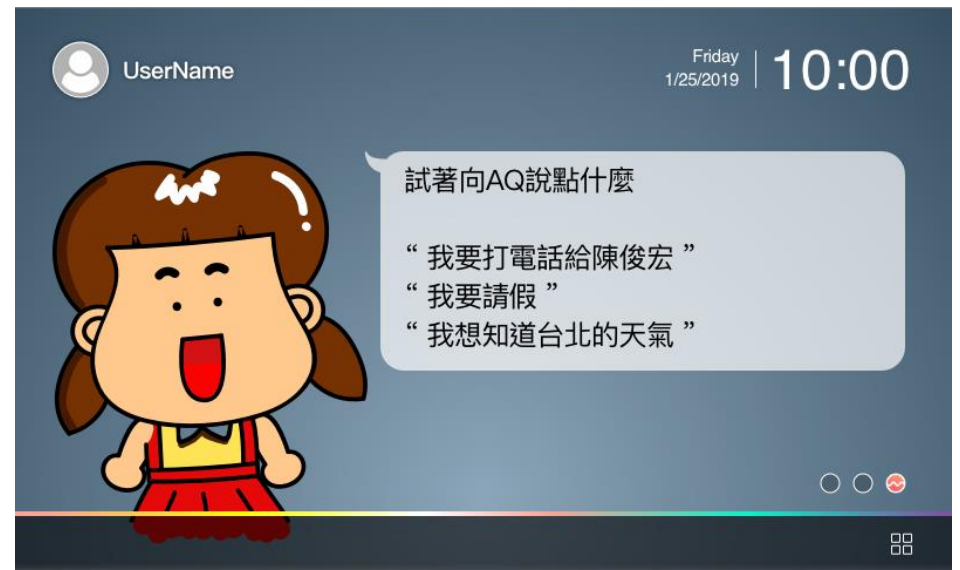 UserName
Friday
1/25/2019
10:00
試著向AQ說點什麼
“ 我要打電話給陳俊宏 ”
“ 我要請假 ”
“ 我想知道台北的天氣 ”